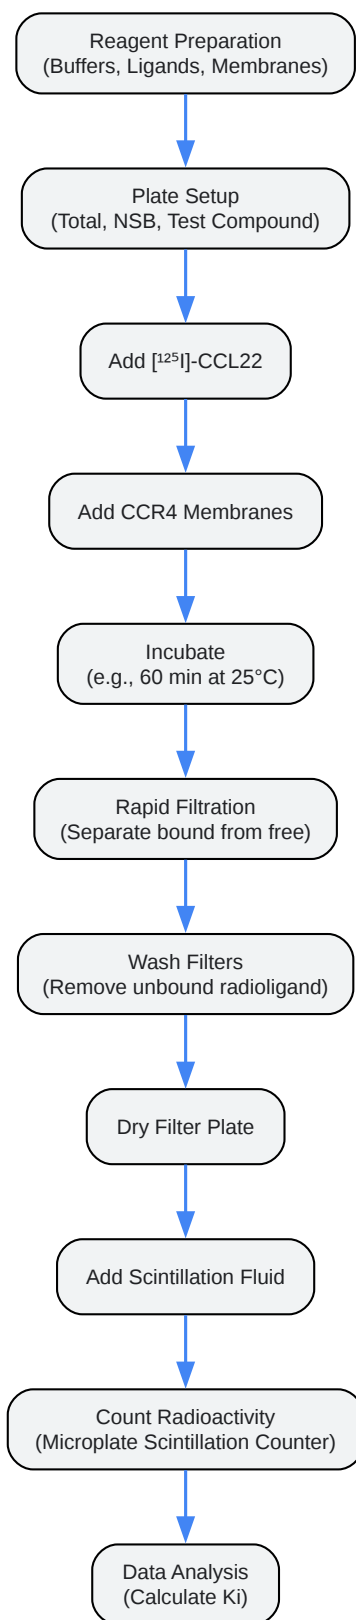 Reagent Preparation
(Buffers, Ligands, Membranes)
Plate Setup
(Total, NSB, Test Compound)
Add [¹²⁵I]-CCL22
Add CCR4 Membranes
Incubate
(e.g., 60 min at 25°C)
Rapid Filtration
(Separate bound from free)
Wash Filters
(Remove unbound radioligand)
Dry Filter Plate
Add Scintillation Fluid
Count Radioactivity
(Microplate Scintillation Counter)
Data Analysis
(Calculate Ki)